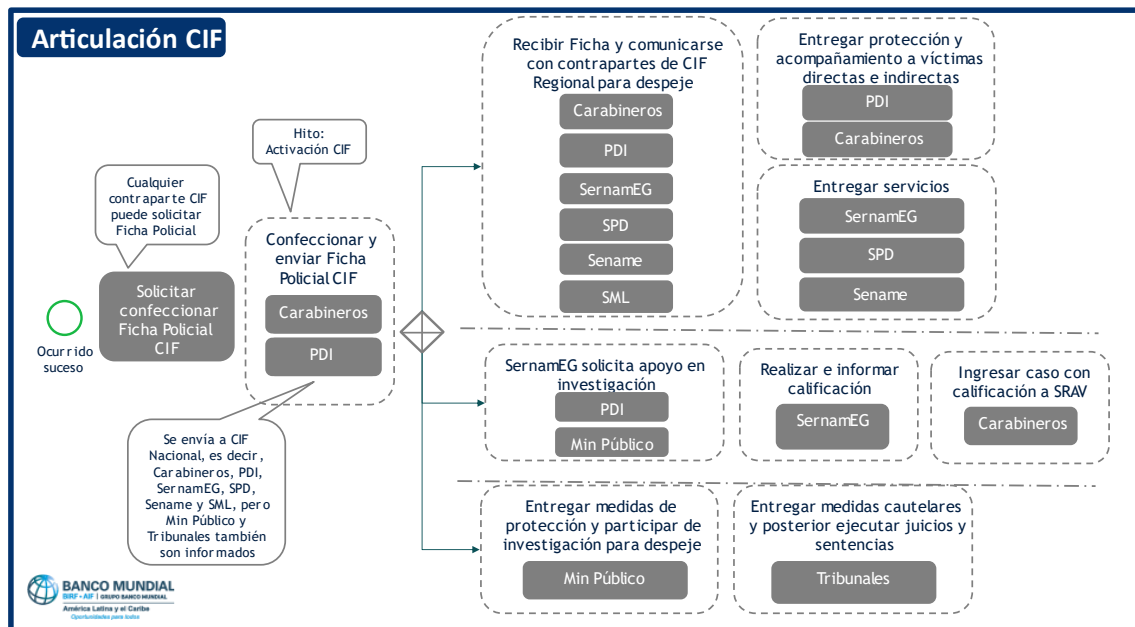 Articulación CIF
Ocurrido
suceso
Cualquier
contraparte CIF
puede solicitar
Ficha Policial
Solicitar
confeccionar
Ficha Policial
CIF
Hito:
Activación CIF
Confeccionar y
enviar Ficha
Policial CIF
Carabineros
PDI
Se envía a CIF
Nacional, es decir,
Carabineros, PDI,
SernamEG, SPD,
Sename y SML, pero
Min Público y
Tribunales también
son informados
Recibir Ficha y comunicarse
con contrapartes de CIF
Regional para despeje
Carabineros
PDI
SernamEG
SPD
Sename
SML
Entregar protección y
acompañamiento a víctimas
directas e indirectas
PDI
Carabineros
Entregar servicios
SernamEG
SPD
Sename
SernamEG solicita apoyo en
investigación
PDI
Min Público
Realizar e informar
calificación
SernamEG
Ingresar caso con
calificación a SRAV
Carabineros
Entregar medidas de
protección y participar de
investigación para despeje
Min Público
Entregar medidas cautelares
y posterior ejecutar juicios y
sentencias
Tribunales
BANCO MUNDIAL
BIRF • AIF | GRUPO BANCO MUNDIAL
América Latina y el Caribe
Oportunidades para todos